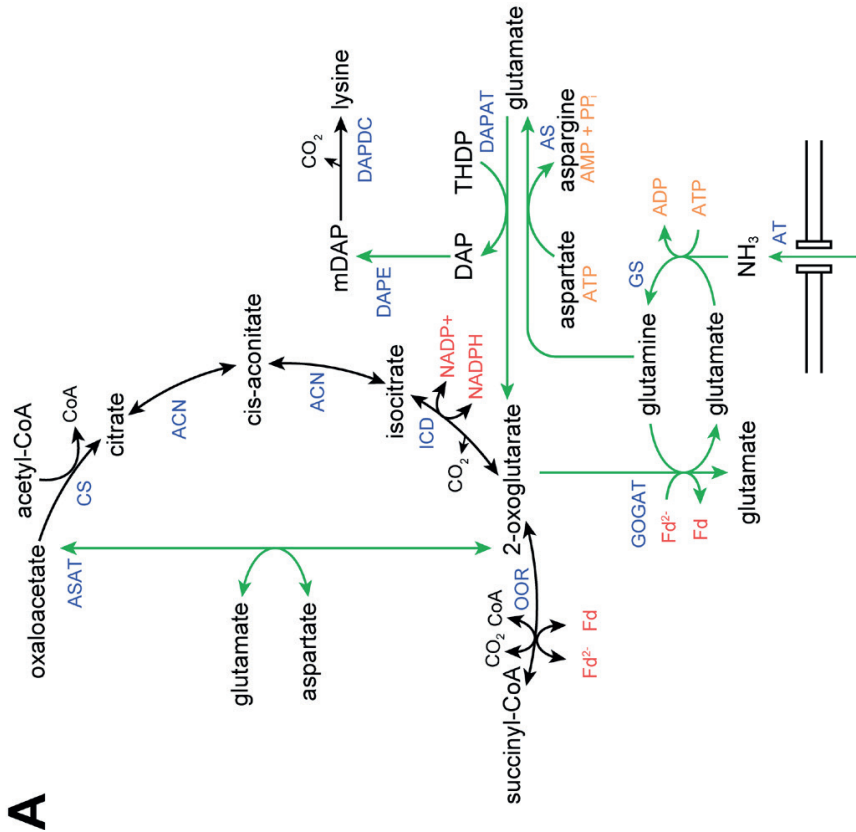 A
oxaloacetate
acetyl-CoA
CoA
CS
citrate
ACN
cis-aconitate
ACN
isocitrate
ICD
NADP+
NADPH
CO2
2-oxoglutarate
ASAT
glutamate
aspartate
OOR
CO2
CoA
succinyl-CoA
Fd2-
Fd
mDAP
CO2
DAPDC
lysine
DAPE
DAP
THDP
DAPAT
glutamate
AS
aspartate
ATP
aspargine
AMP + PPi
glutamine
GS
ADP
ATP
glutamate
NH3
AT
GOGAT
Fd2-
Fd
glutamate